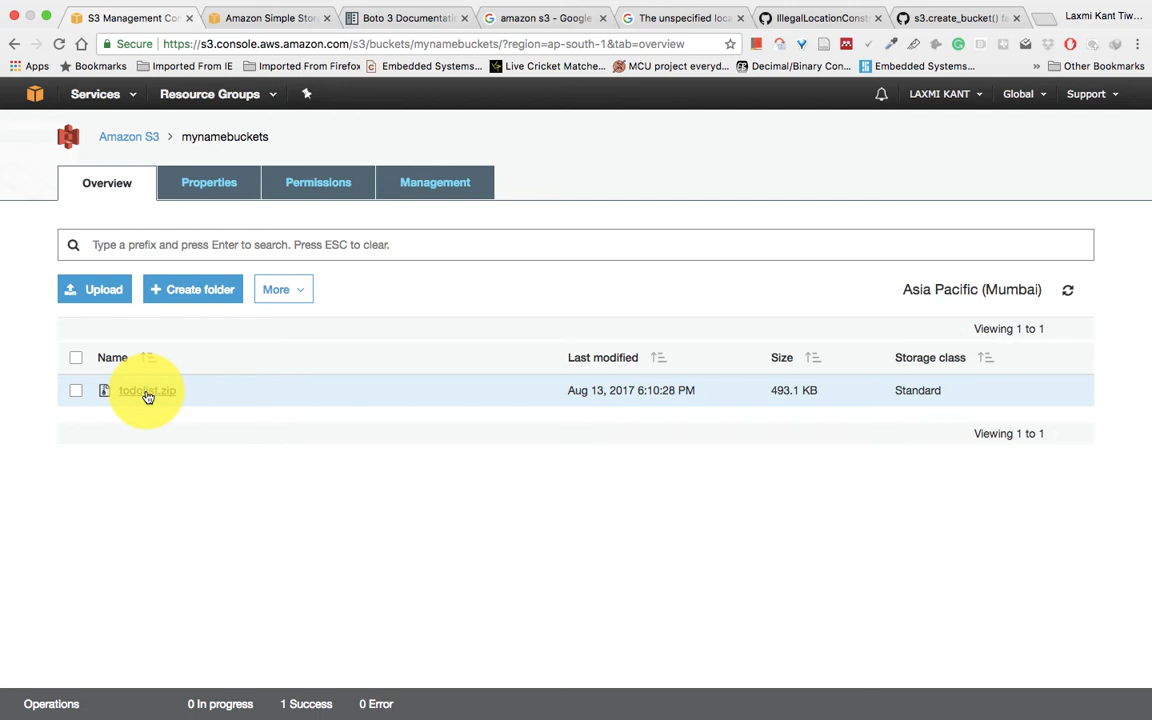 S3 Management Co
Amazon Simple Stor
Boto 3 Documentati
amazon s3 - Google
The unspecified loc
IllegalLocationConst
s3.create_bucket() fa
Laxmi Kant Tiw...
Secure
https://s3.console.aws.amazon.com/s3/buckets/mynamebuckets/?region=ap-south-1&tab=overview
Apps
Bookmarks
Imported From IE
Imported From Firefox
Embedded Systems...
Live Cricket Matche...
MCU project everyd...
Decimal/Binary Con...
Embedded Systems...
»
Other Bookmarks
Services
Resource Groups
LAXMI KANT
Global
Support
Amazon S3 > mynamebuckets
Overview
Properties
Permissions
Management
Type a prefix and press Enter to search. Press ESC to clear.
Upload
+ Create folder
More
Asia Pacific (Mumbai)
Viewing 1 to 1
Name
Last modified
Size
Storage class
todolist.zip
Aug 13, 2017 6:10:28 PM
493.1 KB
Standard
Viewing 1 to 1
Operations
0 In progress
1 Success
0 Error